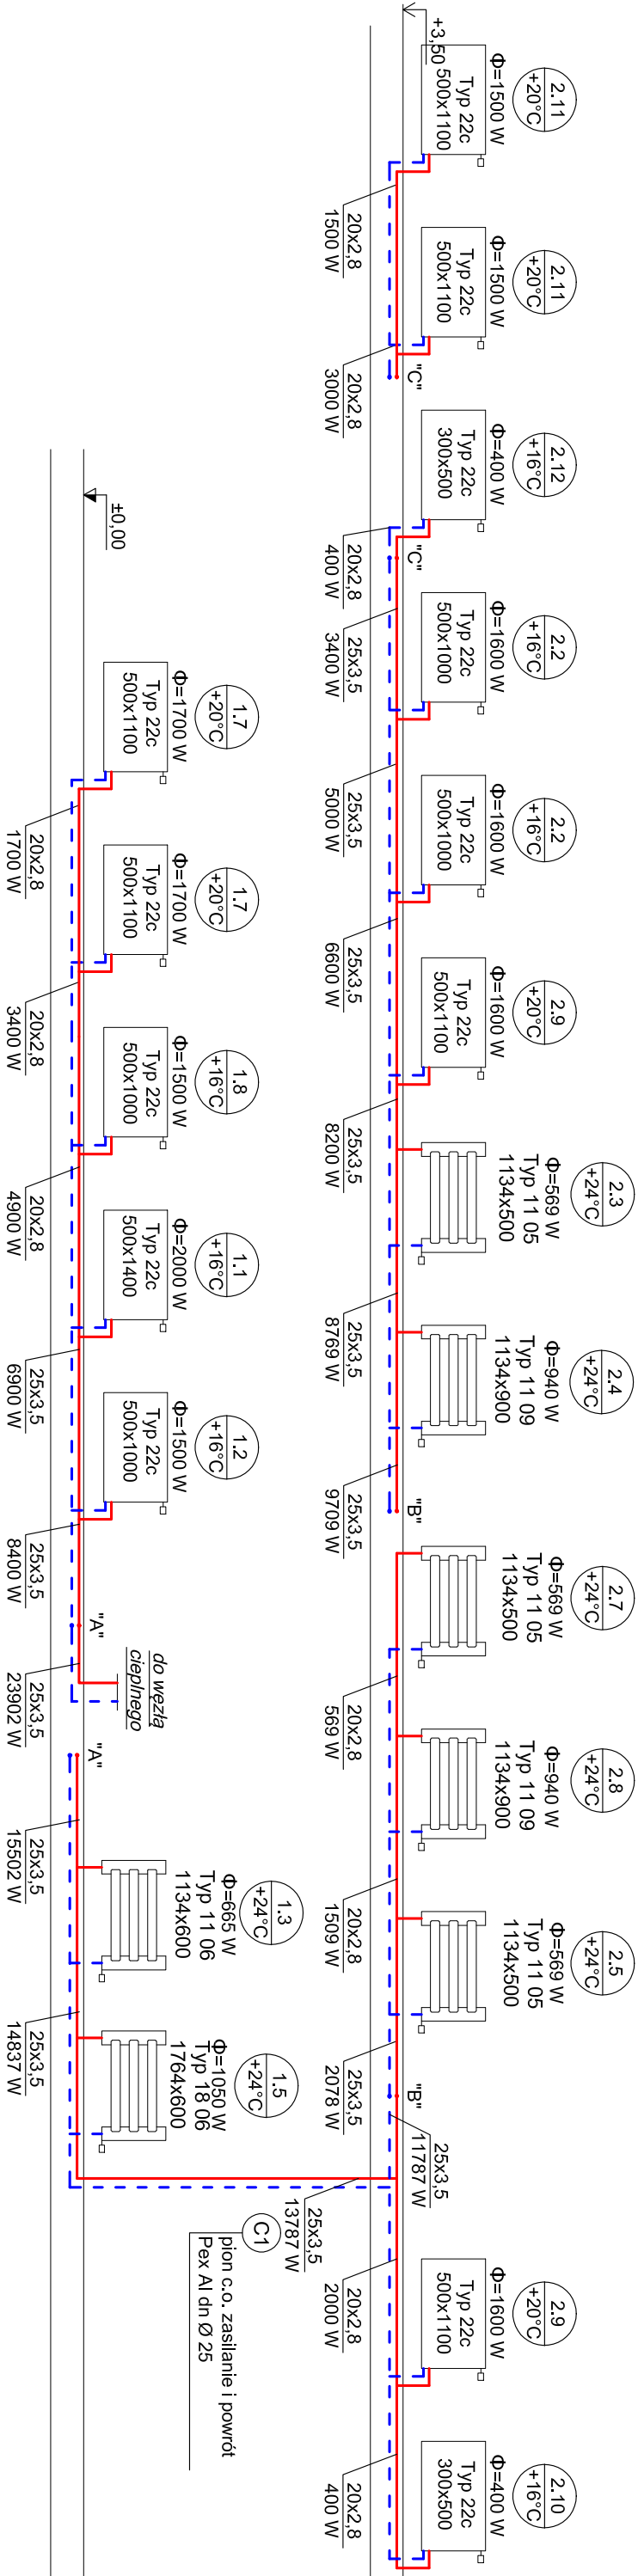 +3,50
2.11
+20°C
Φ=1500 W
Typ 22c
500x1100
20x2,8
1500 W
2.11
+20°C
Φ=1500 W
Typ 22c
500x1100
20x2,8
3000 W
"C"
2.12
+16°C
Φ=400 W
Typ 22c
300x500
"C"
20x2,8
400 W
2.2
+16°C
Φ=1600 W
Typ 22c
500x1000
25x3,5
3400 W
2.2
+16°C
Φ=1600 W
Typ 22c
500x1000
25x3,5
5000 W
2.9
+20°C
Φ=1600 W
Typ 22c
500x1100
25x3,5
6600 W
2.3
+24°C
Φ=569 W
Typ 11 05
1134x500
25x3,5
8200 W
2.4
+24°C
Φ=940 W
Typ 11 09
1134x900
25x3,5
8769 W
"B"
25x3,5
9709 W
2.7
+24°C
Φ=569 W
Typ 11 05
1134x500
20x2,8
569 W
2.8
+24°C
Φ=940 W
Typ 11 09
1134x900
20x2,8
1509 W
2.5
+24°C
Φ=569 W
Typ 11 05
1134x500
25x3,5
2078 W
"B"
25x3,5
11787 W
25x3,5
13787 W
2.9
+20°C
Φ=1600 W
Typ 22c
500x1100
20x2,8
2000 W
2.10
+16°C
Φ=400 W
Typ 22c
300x500
20x2,8
400 W
C1
pion c.o. zasilanie i powrót
Pex Al dn Ø 25
±0,00
1.7
+20°C
Φ=1700 W
Typ 22c
500x1100
20x2,8
1700 W
1.7
+20°C
Φ=1700 W
Typ 22c
500x1100
20x2,8
3400 W
1.8
+16°C
Φ=1500 W
Typ 22c
500x1000
20x2,8
4900 W
1.1
+16°C
Φ=2000 W
Typ 22c
500x1400
25x3,5
6900 W
1.2
+16°C
Φ=1500 W
Typ 22c
500x1000
25x3,5
8400 W
"A"
do węzła
cieplnego
25x3,5
23902 W
"A"
25x3,5
15502 W
1.3
+24°C
Φ=665 W
Typ 11 06
1134x600
25x3,5
14837 W
1.5
+24°C
Φ=1050 W
Typ 18 06
1764x600